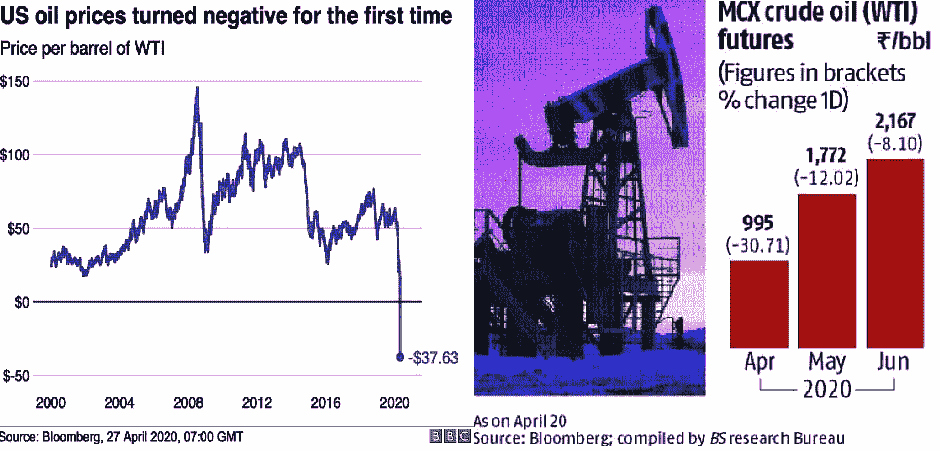 US oil prices turned negative for the first time
Price per barrel of WTI
$150
$100
$50
$0
$-50
-$37.63
2000 2004 2008 2012 2016 2020
Source: Bloomberg, 27 April 2020, 07:00 GMT
BBC
MCX crude oil (WTI)
futures ₹/bbl
(Figures in brackets
% change 1D)
995
(-30.71)
1,772
(-12.02)
2,167
(-8.10)
Apr May Jun
2020
As on April 20
Source: Bloomberg; compiled by BS research Bureau